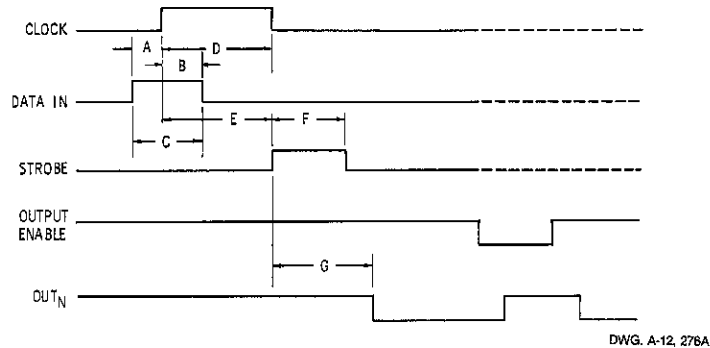 CLOCK
A
D
B
DATA IN
E
F
C
STROBE
OUTPUT
ENABLE
G
OUTN
DWG. A-12, 276A